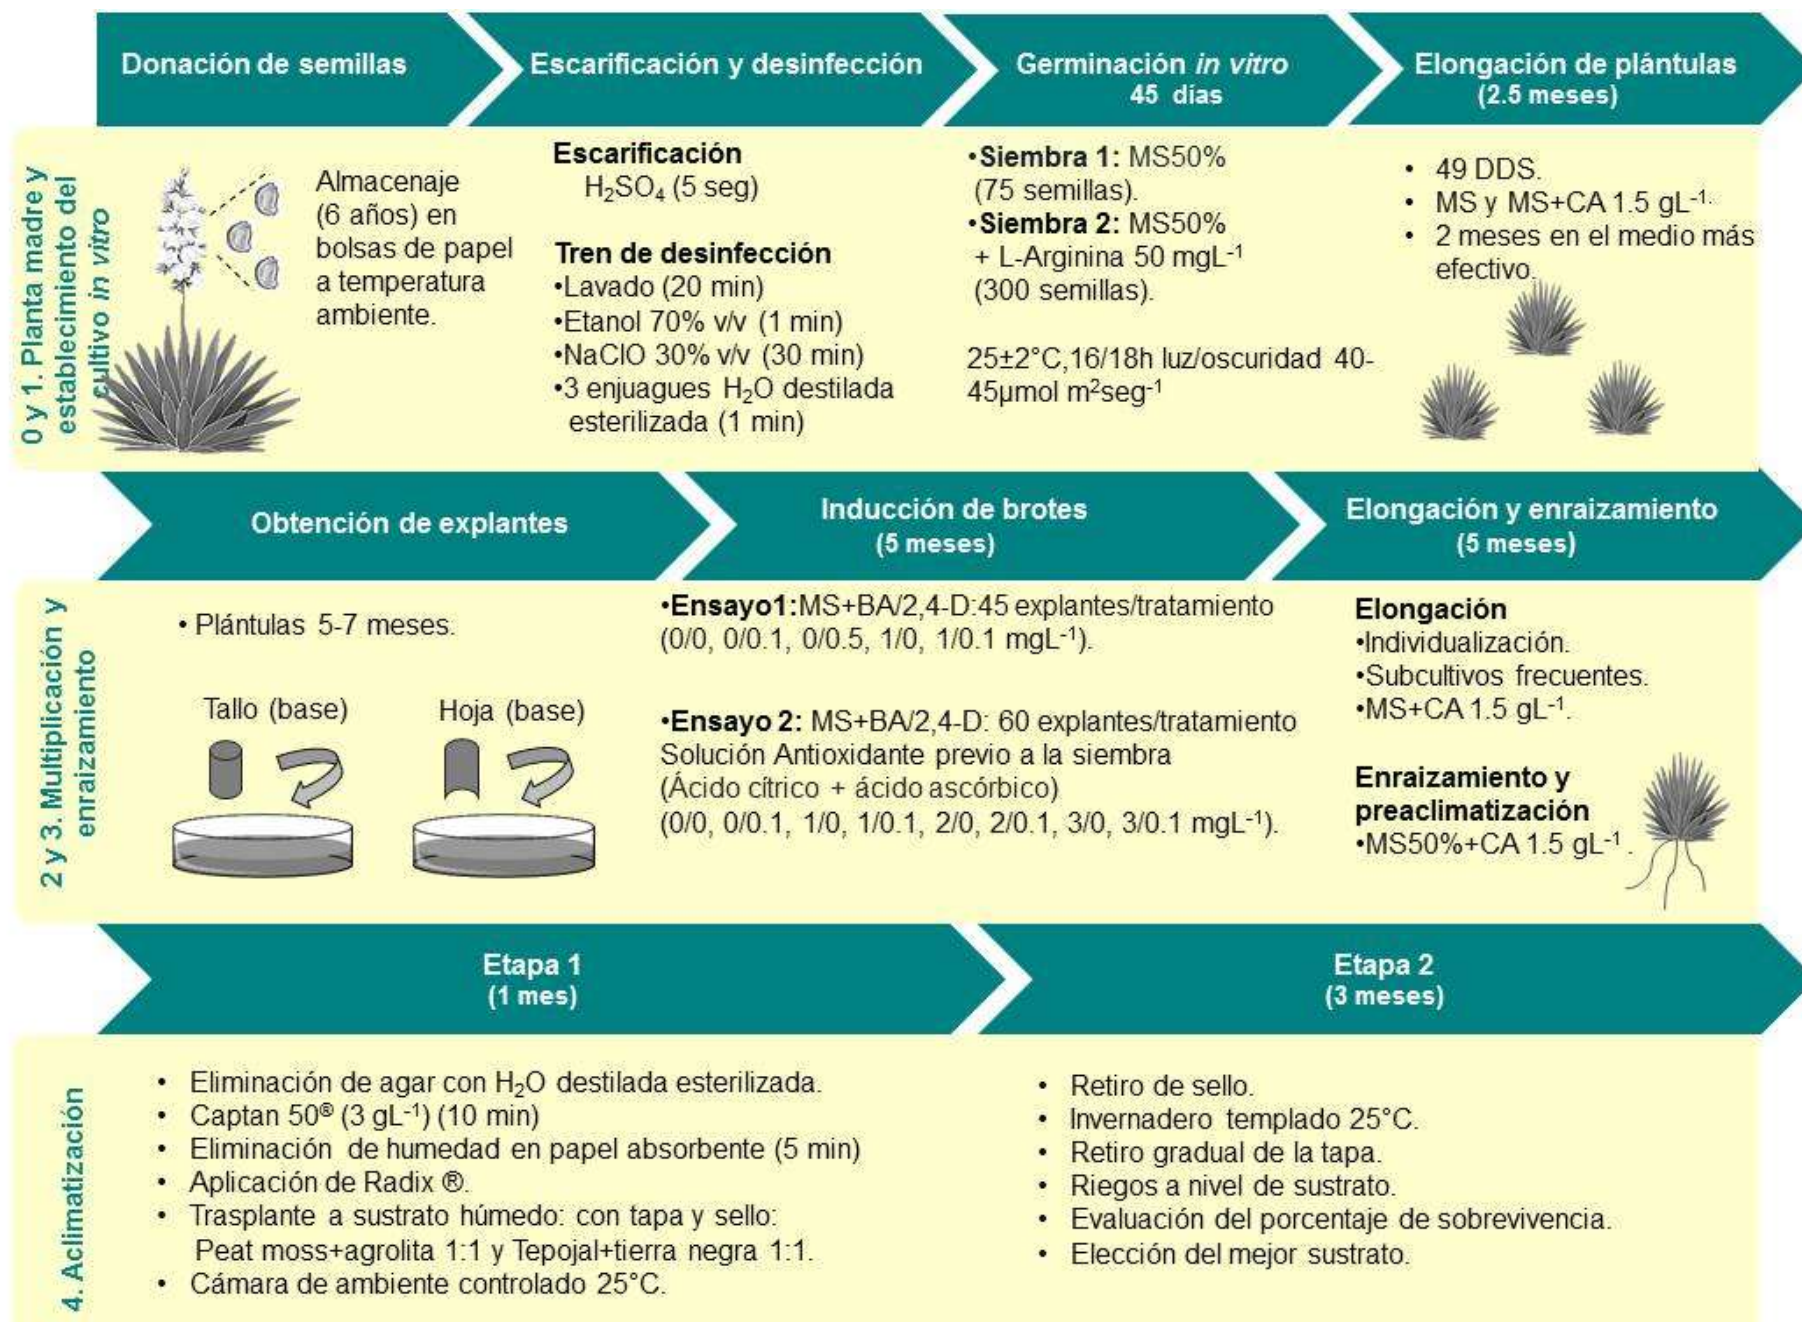 Donación de semillas
Escarificación y desinfección
Germinación in vitro
45 días
Elongación de plántulas
(2.5 meses)
0 y 1. Planta madre y
establecimiento del
cultivo in vitro
Almacenaje
(6 años) en
bolsas de papel
a temperatura
ambiente.
Escarificación
H₂SO₄ (5 seg)
Tren de desinfección
•Lavado (20 min)
•Etanol 70% v/v (1 min)
•NaClO 30% v/v (30 min)
•3 enjuagues H₂O destilada
esterilizada (1 min)
•Siembra 1: MS50%
(75 semillas).
•Siembra 2: MS50%
+ L-Arginina 50 mgL⁻¹
(300 semillas).
25±2°C,16/18h luz/oscuridad 40-
45µmol m²seg⁻¹
• 49 DDS.
• MS y MS+CA 1.5 gL⁻¹.
• 2 meses en el medio más
efectivo.
Obtención de explantes
Inducción de brotes
(5 meses)
Elongación y enraizamiento
(5 meses)
2 y 3. Multiplicación y
enraizamiento
• Plántulas 5-7 meses.
Tallo (base)
Hoja (base)
•Ensayo1:MS+BA/2,4-D:45 explantes/tratamiento
(0/0, 0/0.1, 0/0.5, 1/0, 1/0.1 mgL⁻¹).
•Ensayo 2: MS+BA/2,4-D: 60 explantes/tratamiento
Solución Antioxidante previo a la siembra
(Ácido cítrico + ácido ascórbico)
(0/0, 0/0.1, 1/0, 1/0.1, 2/0, 2/0.1, 3/0, 3/0.1 mgL⁻¹).
Elongación
•Individualización.
•Subcultivos frecuentes.
•MS+CA 1.5 gL⁻¹.
Enraizamiento y
preaclimatización
•MS50%+CA 1.5 gL⁻¹ .
Etapa 1
(1 mes)
Etapa 2
(3 meses)
4. Aclimatización
• Eliminación de agar con H₂O destilada esterilizada.
• Captan 50® (3 gL⁻¹) (10 min)
• Eliminación de humedad en papel absorbente (5 min)
• Aplicación de Radix ®.
• Trasplante a sustrato húmedo: con tapa y sello:
Peat moss+agrolita 1:1 y Tepojal+tierra negra 1:1.
• Cámara de ambiente controlado 25°C.
• Retiro de sello.
• Invernadero templado 25°C.
• Retiro gradual de la tapa.
• Riegos a nivel de sustrato.
• Evaluación del porcentaje de sobrevivencia.
• Elección del mejor sustrato.